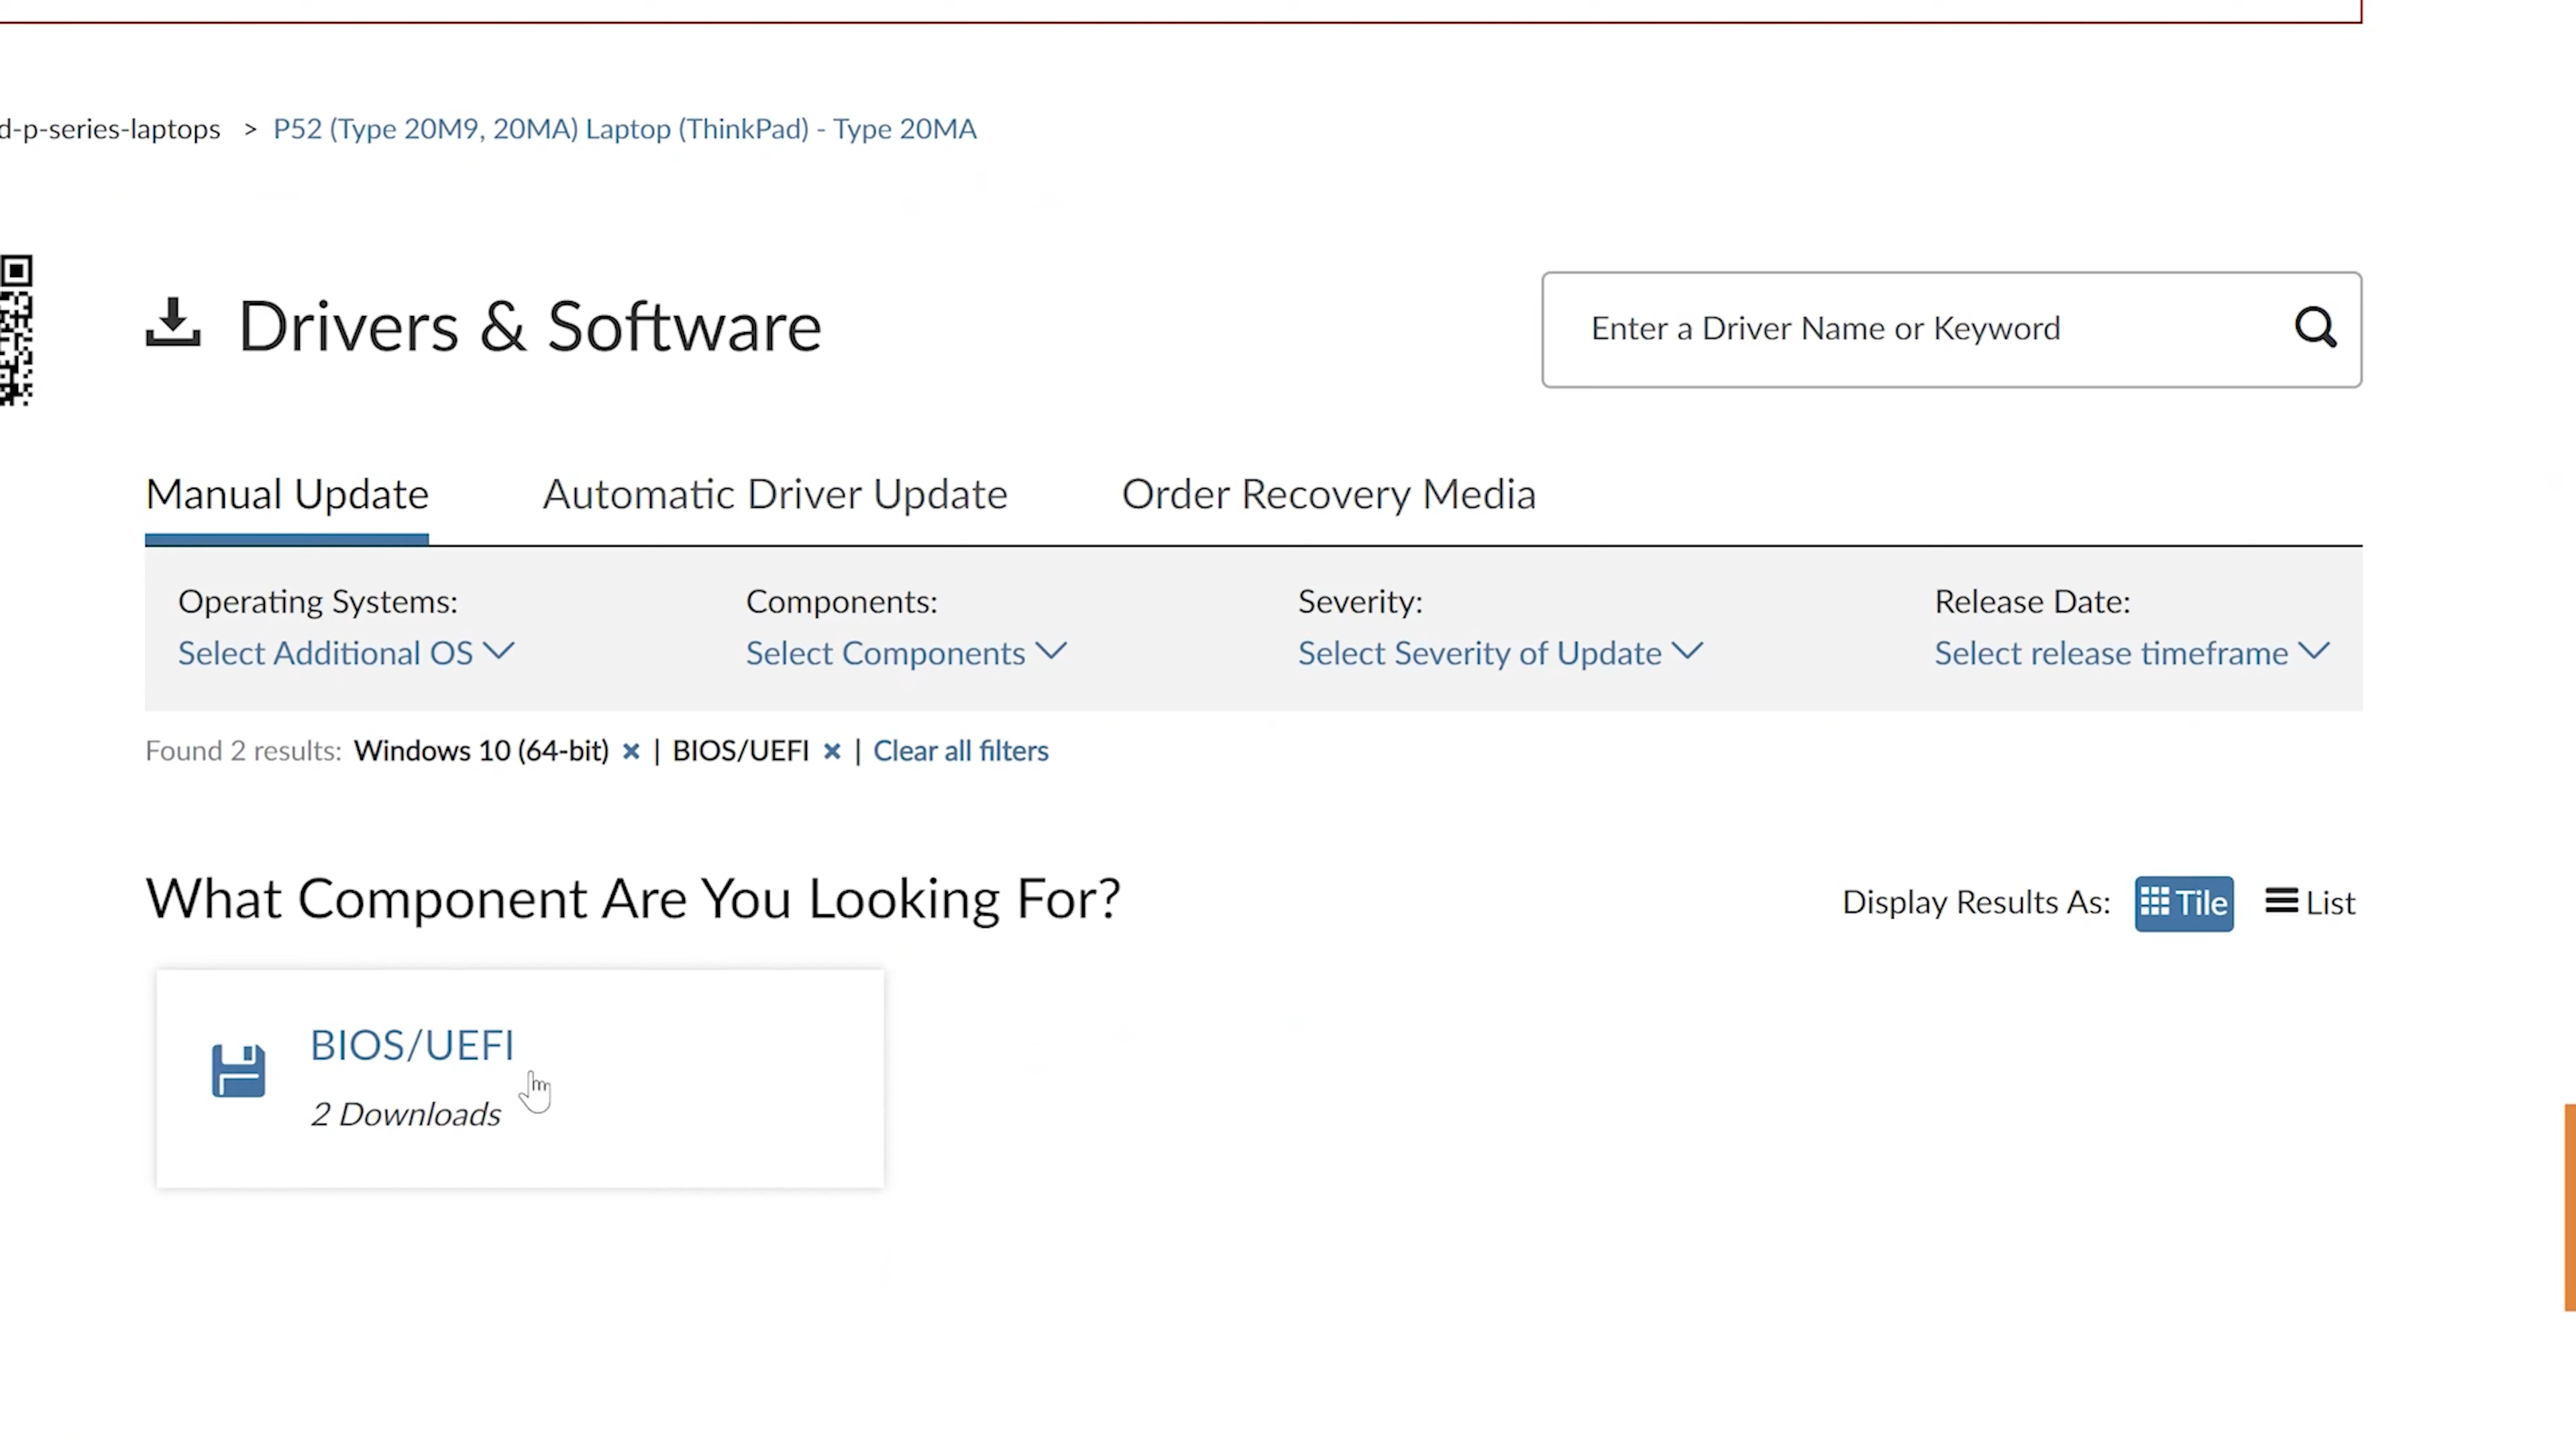 d-p-series-laptops > P52 (Type 20M9, 20MA) Laptop (ThinkPad) - Type 20MA
Drivers & Software
Enter a Driver Name or Keyword
Manual Update Automatic Driver Update Order Recovery Media
Operating Systems: Components: Severity: Release Date:
Select Additional OS Select Components Select Severity of Update Select release timeframe
Found 2 results: Windows 10 (64-bit) × | BIOS/UEFI × | Clear all filters
What Component Are You Looking For?
Display Results As: Tile List
BIOS/UEFI
2 Downloads